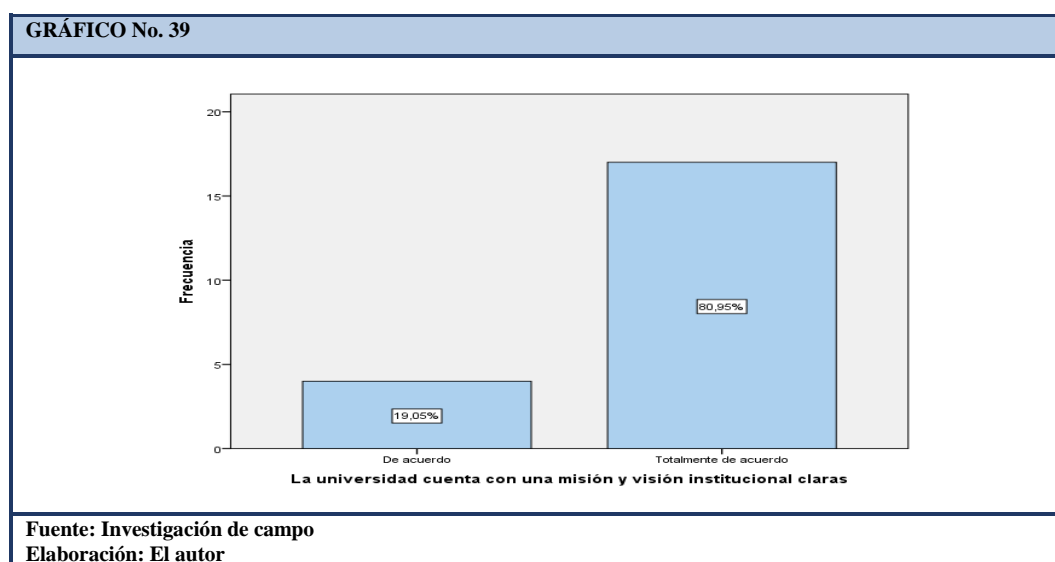 GRÁFICO No. 39
20
15
10
5
0
Frecuencia
80,95%
19,05%
De acuerdo Totalmente de acuerdo
La universidad cuenta con una misión y visión institucional claras
Fuente: Investigación de campo
Elaboración: El autor